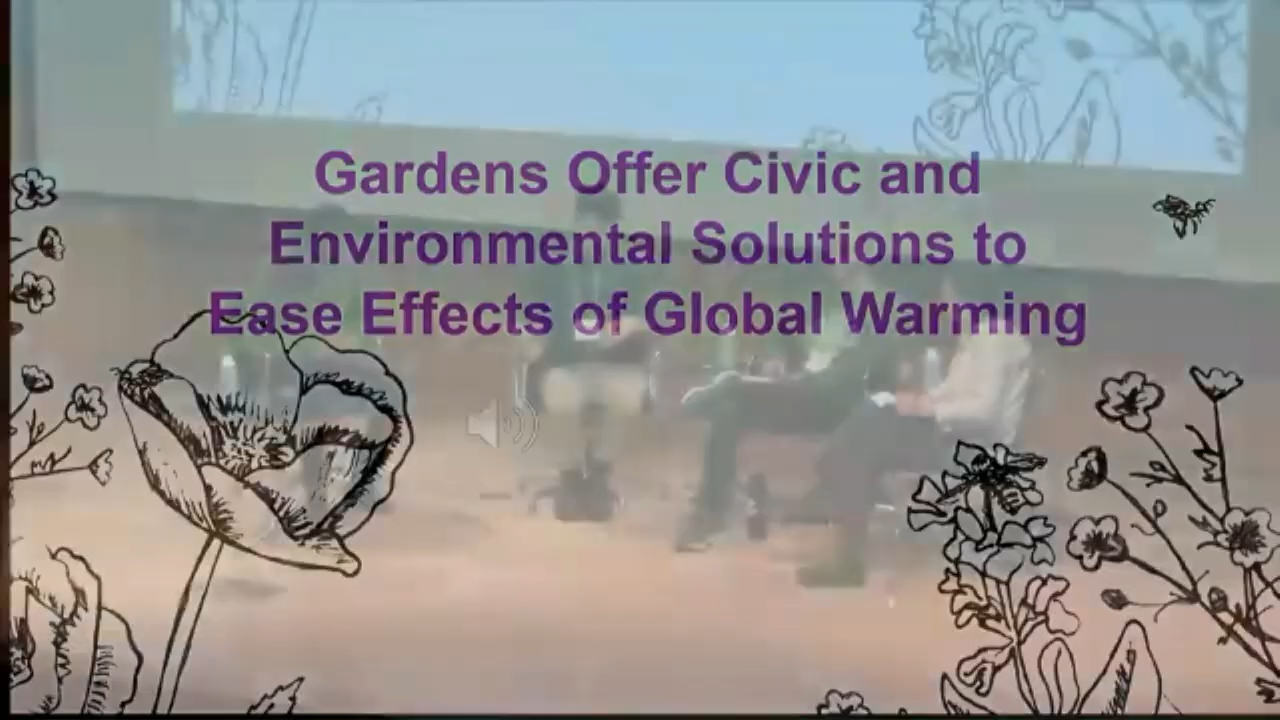 Gardens Offer Civic and
Environmental Solutions to
Ease Effects of Global Warming